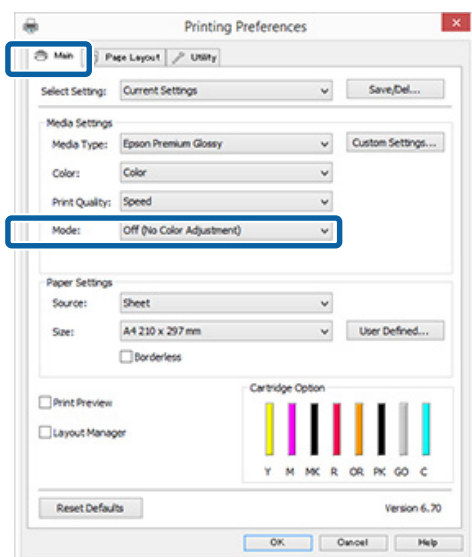 Printing Preferences
Main Page Layout Utility
Select Setting: Current Settings Save/Del...
Media Settings
Media Type: Epson Premium Glossy Custom Settings...
Color: Color
Print Quality: Speed
Mode: Off (No Color Adjustment)
Paper Settings
Source: Sheet
Size: A4 210 x 297 mm User Defined...
Borderless
Cartridge Option
Print Preview
Layout Manager
Y M MK R OR PK GO C
Reset Defaults Version 6.70
OK Cancel Help